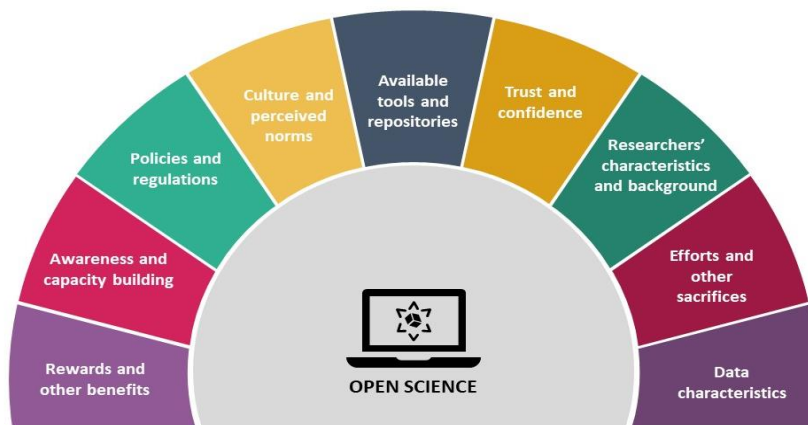 Available
tools and
repositories
Culture and
perceived
norms
Trust and
confidence
Policies and
regulations
Researchers’
characteristics
and background
Awareness and
capacity building
Efforts and
other
sacrifices
Rewards and
other benefits
Data
characteristics
OPEN SCIENCE